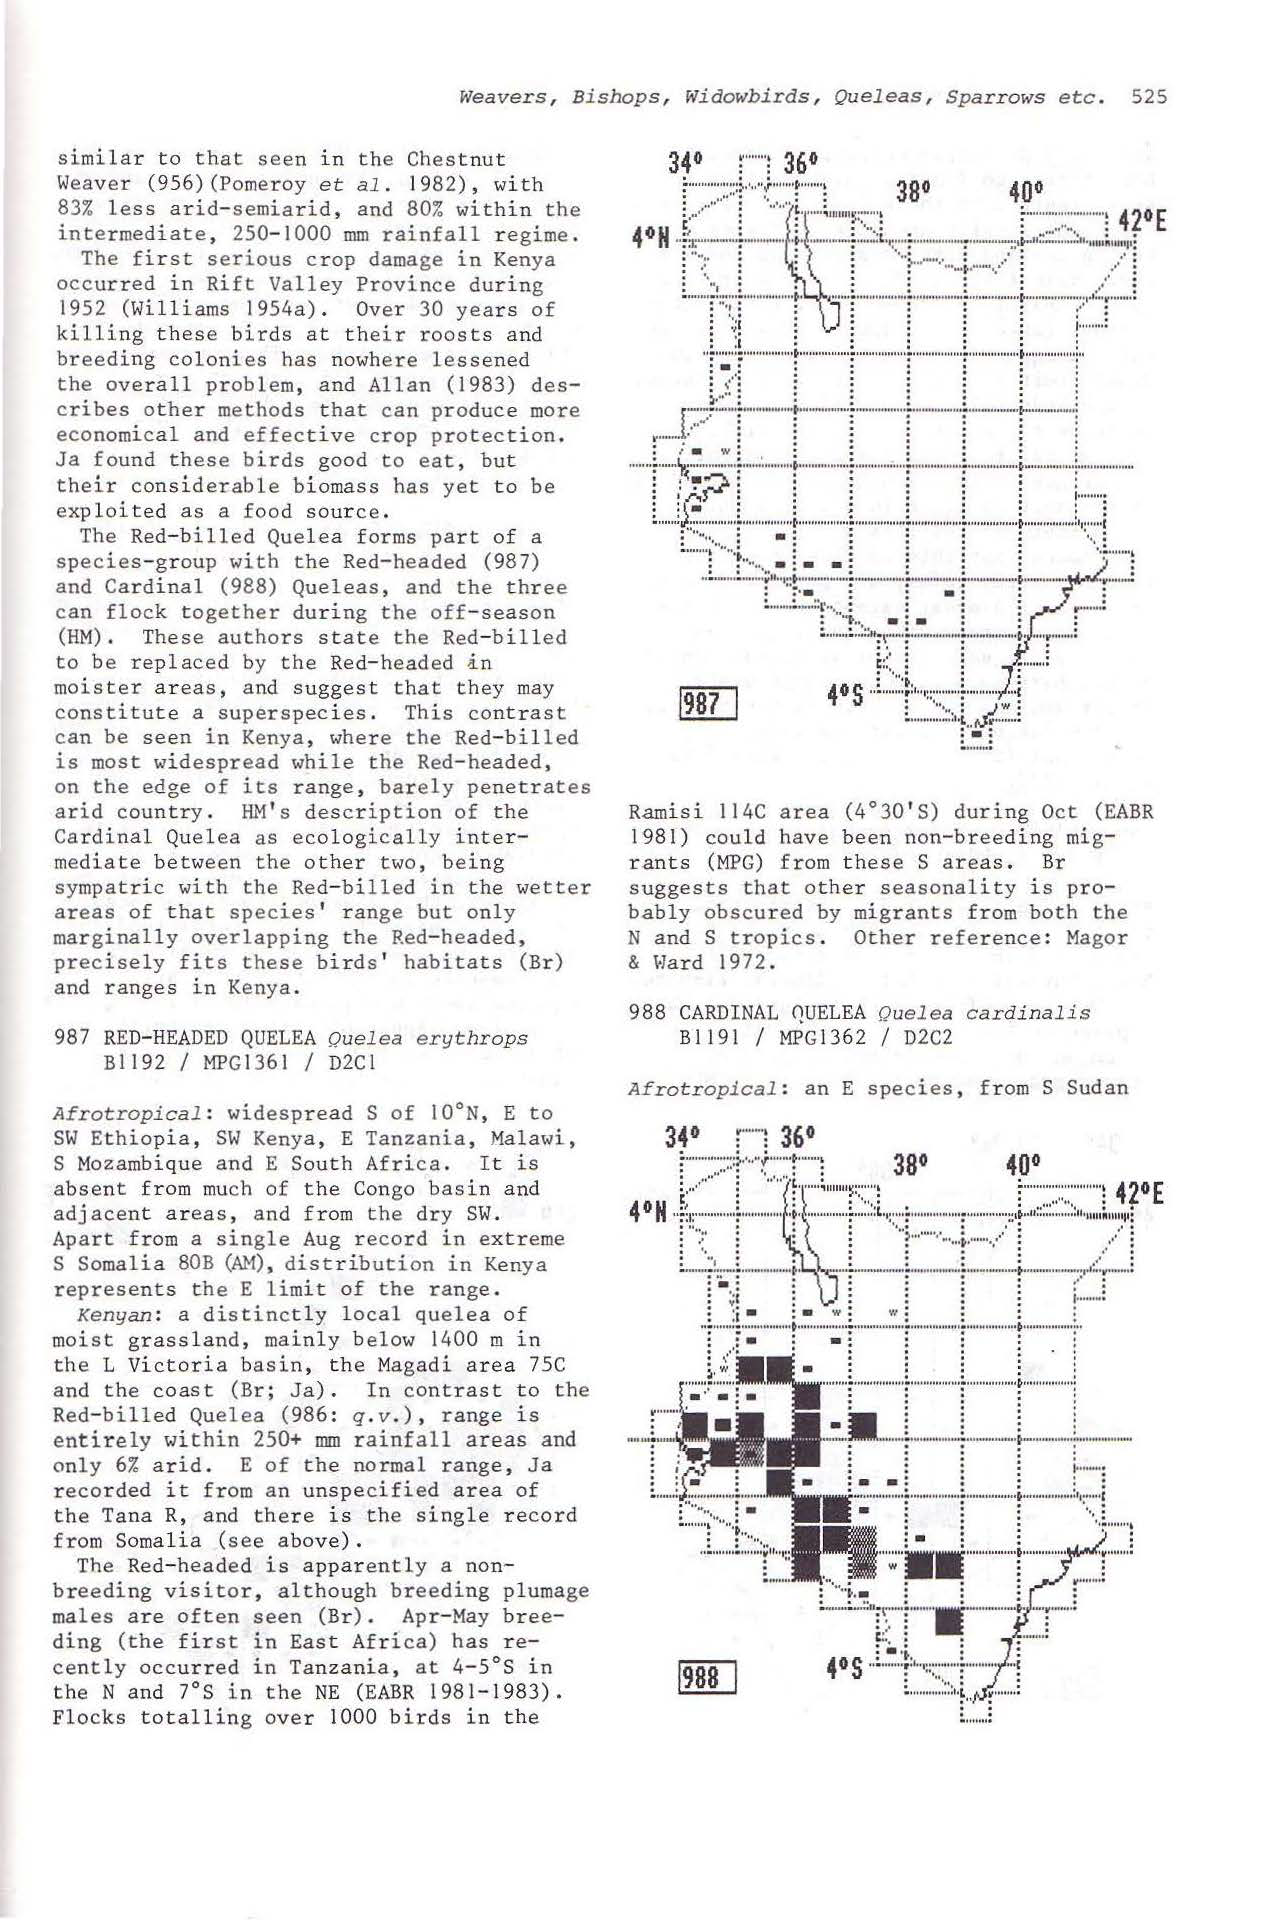 Weavers, Bishops, Widowbirds, Queleas, Sparrows etc. 525
similar to that seen in the Chestnut
Weaver (956)(Pomeroy et al. 1982), with
83% less arid-semiarid, and 80% within the
intermediate, 250-1000 mm rainfall regime.
The first serious crop damage in Kenya
occurred in Rift Valley Province during
1952 (Williams 1954a). Over 30 years of
killing these birds at their roosts and
breeding colonies has nowhere lessened
the overall problem, and Allan (1983) des-
cribes other methods that can produce more
economical and effective crop protection.
Ja found these birds good to eat, but
their considerable biomass has yet to be
exploited as a food source.
The Red-billed Quelea forms part of a
species-group with the Red-headed (987)
and Cardinal (988) Queleas, and the three
can flock together during the off-season
(HM). These authors state the Red-billed
to be replaced by the Red-headed in
moister areas, and suggest that they may
constitute a superspecies. This contrast
can be seen in Kenya, where the Red-billed
is most widespread while the Red-headed,
on the edge of its range, barely penetrates
arid country. HM's description of the
Cardinal Quelea as ecologically inter-
mediate between the other two, being
sympatric with the Red-billed in the wetter
areas of that species' range but only
marginally overlapping the Red-headed,
precisely fits these birds' habitats (Br)
and ranges in Kenya.
987 RED-HEADED QUELEA Quelea erythrops
B1192 / MPG1361 / D2C1
Afrotropical: widespread S of 10°N, E to
SW Ethiopia, SW Kenya, E Tanzania, Malawi,
S Mozambique and E South Africa. It is
absent from much of the Congo basin and
adjacent areas, and from the dry SW.
Apart from a single Aug record in extreme
S Somalia 80B (AM), distribution in Kenya
represents the E limit of the range.
Kenyan: a distinctly local quelea of
moist grassland, mainly below 1400 m in
the L Victoria basin, the Magadi area 75C
and the coast (Br; Ja). In contrast to the
Red-billed Quelea (986: q.v.), range is
entirely within 250+ mm rainfall areas and
only 6% arid. E of the normal range, Ja
recorded it from an unspecified area of
the Tana R, and there is the single record
from Somalia (see above).
The Red-headed is apparently a non-
breeding visitor, although breeding plumage
males are often seen (Br). Apr-May bree-
ding (the first in East Africa) has re-
cently occurred in Tanzania, at 4-5°S in
the N and 7°S in the NE (EABR 1981-1983).
Flocks totalling over 1000 birds in the
34° 36°
38° 40°
42°E
4°N
w
987
4°S
w
Ramisi 114C area (4°30'S) during Oct (EABR
1981) could have been non-breeding mig-
rants (MPG) from these S areas. Br
suggests that other seasonality is pro-
bably obscured by migrants from both the
N and S tropics. Other reference: Magor
& Ward 1972.
988 CARDINAL QUELEA Quelea cardinalis
B1191 / MPG1362 / D2C2
Afrotropical: an E species, from S Sudan
34° 36°
38° 40°
42°E
4°N
w
w w
w
w
988
4°S